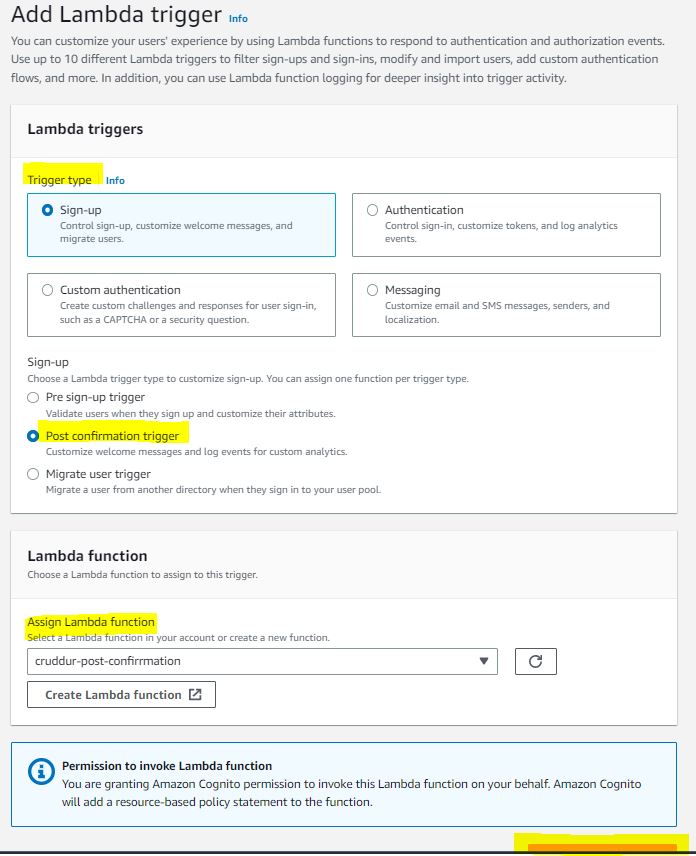 Add Lambda trigger Info
You can customize your users' experience by using Lambda functions to respond to authentication and authorization events.
Use up to 10 different Lambda triggers to filter sign-ups and sign-ins, modify and import users, add custom authentication
flows, and more. In addition, you can use Lambda function logging for deeper insight into trigger activity.
Lambda triggers
Trigger type Info
Sign-up
Control sign-up, customize welcome messages, and
migrate users.
Authentication
Control sign-in, customize tokens, and log analytics
events.
Custom authentication
Create custom challenges and responses for user sign-in,
such as a CAPTCHA or a security question.
Messaging
Customize email and SMS messages, senders, and
localization.
Sign-up
Choose a Lambda trigger type to customize sign-up. You can assign one function per trigger type.
Pre sign-up trigger
Validate users when they sign up and customize their attributes.
Post confirmation trigger
Customize welcome messages and log events for custom analytics.
Migrate user trigger
Migrate a user from another directory when they sign in to your user pool.
Lambda function
Choose a Lambda function to assign to this trigger.
Assign Lambda function
Select a Lambda function in your account or create a new function.
cruddur-post-confirrmation
Create Lambda function
Permission to invoke Lambda function
You are granting Amazon Cognito permission to invoke this Lambda function on your behalf. Amazon Cognito
will add a resource-based policy statement to the function.